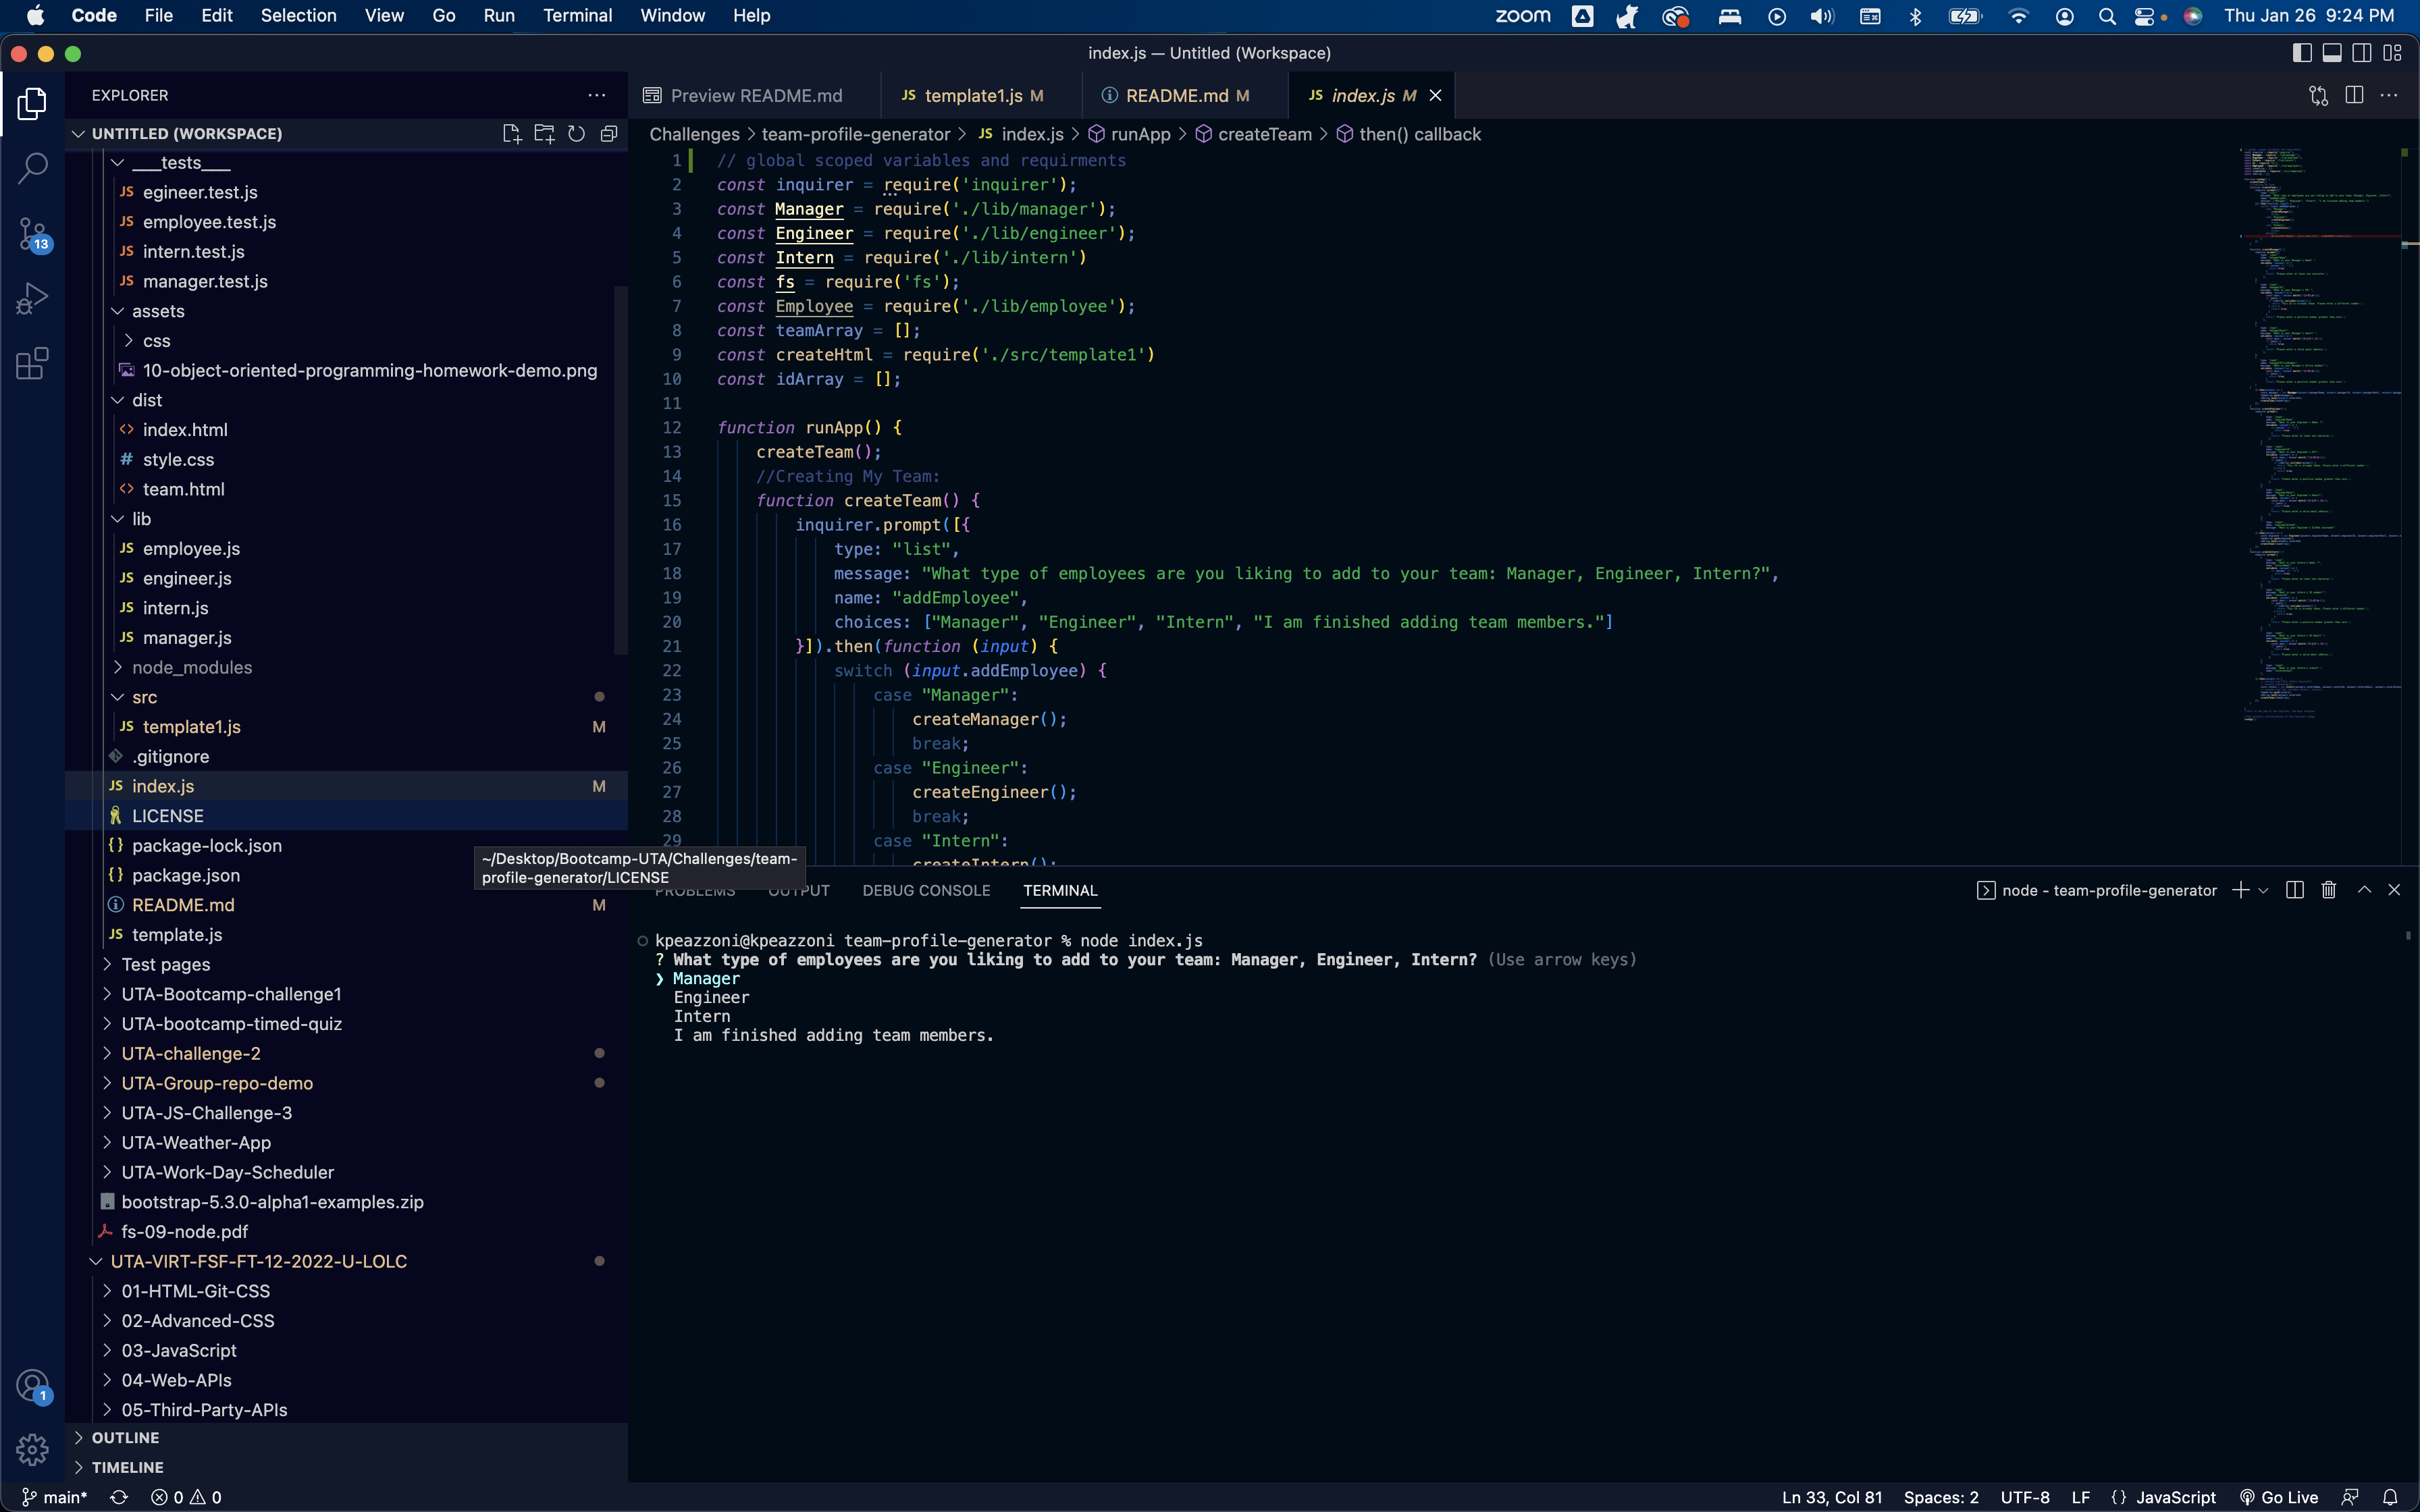 Code File Edit Selection View Go Run Terminal Window Help zoom Thu Jan 26 9:24 PM
index.js — Untitled (Workspace)
EXPLORER
UNTITLED (WORKSPACE)
___tests___
JS egineer.test.js
JS employee.test.js
JS intern.test.js
JS manager.test.js
assets
css
10-object-oriented-programming-homework-demo.png
dist
index.html
# style.css
team.html
lib
JS employee.js
JS engineer.js
JS intern.js
JS manager.js
node_modules
src
JS template1.js M
.gitignore
JS index.js M
LICENSE
{} package-lock.json
{} package.json
README.md M
JS template.js
Test pages
UTA-Bootcamp-challenge1
UTA-bootcamp-timed-quiz
UTA-challenge-2
UTA-Group-repo-demo
UTA-JS-Challenge-3
UTA-Weather-App
UTA-Work-Day-Scheduler
bootstrap-5.3.0-alpha1-examples.zip
fs-09-node.pdf
UTA-VIRT-FSF-FT-12-2022-U-LOLC
01-HTML-Git-CSS
02-Advanced-CSS
03-JavaScript
04-Web-APIs
05-Third-Party-APIs
OUTLINE
TIMELINE
13
1
~/Desktop/Bootcamp-UTA/Challenges/team-
profile-generator/LICENSE
Preview README.md JS template1.js M README.md M JS index.js M
Challenges > team-profile-generator > JS index.js > runApp > createTeam > then() callback
1 // global scoped variables and requirments
2 const inquirer = require('inquirer');
3 const Manager = require('./lib/manager');
4 const Engineer = require('./lib/engineer');
5 const Intern = require('./lib/intern')
6 const fs = require('fs');
7 const Employee = require('./lib/employee');
8 const teamArray = [];
9 const createHtml = require('./src/template1')
10 const idArray = [];
11
12 function runApp() {
13 createTeam();
14 //Creating My Team:
15 function createTeam() {
16 inquirer.prompt([{
17 type: "list",
18 message: "What type of employees are you liking to add to your team: Manager, Engineer, Intern?",
19 name: "addEmployee",
20 choices: ["Manager", "Engineer", "Intern", "I am finished adding team members."]
21 }]).then(function (input) {
22 switch (input.addEmployee) {
23 case "Manager":
24 createManager();
25 break;
26 case "Engineer":
27 createEngineer();
28 break;
29 case "Intern":
createIntern();
PROBLEMS OUTPUT DEBUG CONSOLE TERMINAL node - team-profile-generator
kpeazzoni@kpeazzoni team-profile-generator % node index.js
? What type of employees are you liking to add to your team: Manager, Engineer, Intern? (Use arrow keys)
❯ Manager
Engineer
Intern
I am finished adding team members.
main* 0 0 Ln 33, Col 81 Spaces: 2 UTF-8 LF {} JavaScript Go Live